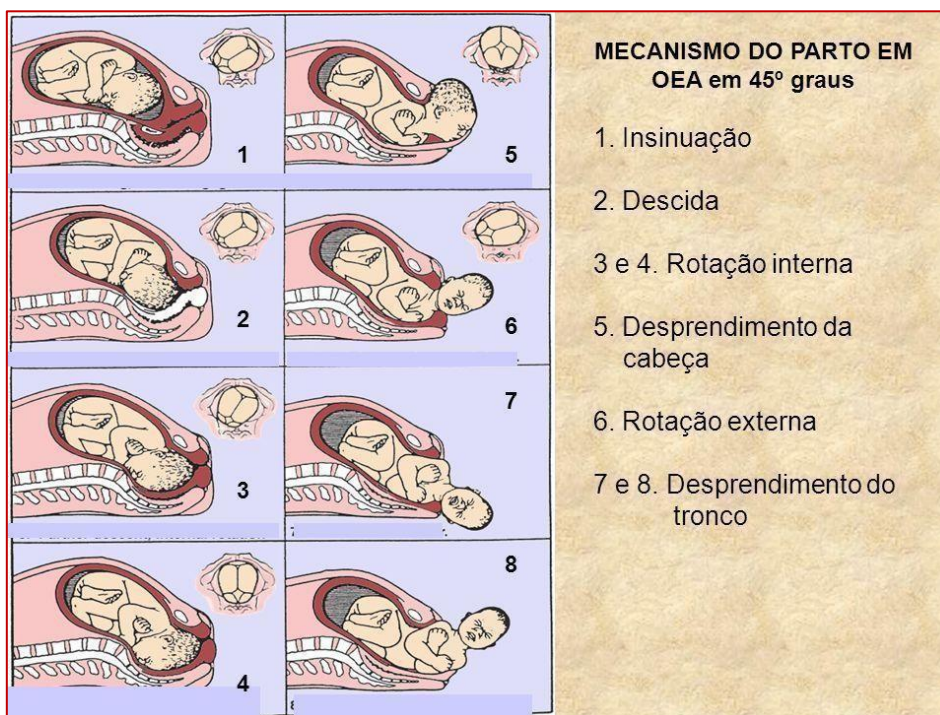 MECANISMO DO PARTO EM
OEA em 45º graus
1. Insinuação
2. Descida
3 e 4. Rotação interna
5. Desprendimento da
cabeça
6. Rotação externa
7 e 8. Desprendimento do
tronco
1
2
3
4
5
6
7
8